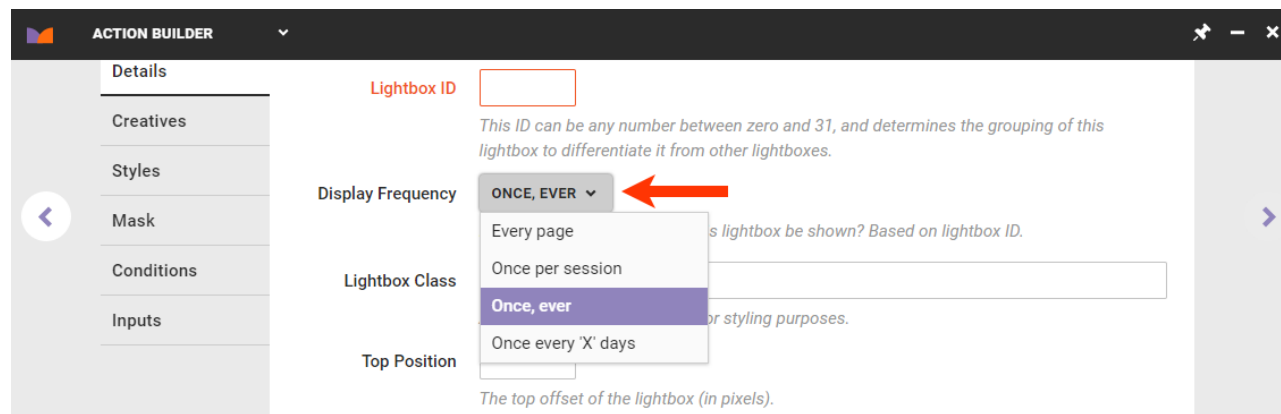 ACTION BUILDER
Details
Creatives
Styles
Mask
Conditions
Inputs
Lightbox ID
This ID can be any number between zero and 31, and determines the grouping of this
lightbox to differentiate it from other lightboxes.
Display Frequency
ONCE, EVER
Every page
Once per session
Once, ever
Once every 'X' days
lightbox be shown? Based on lightbox ID.
Lightbox Class
styling purposes.
Top Position
The top offset of the lightbox (in pixels).